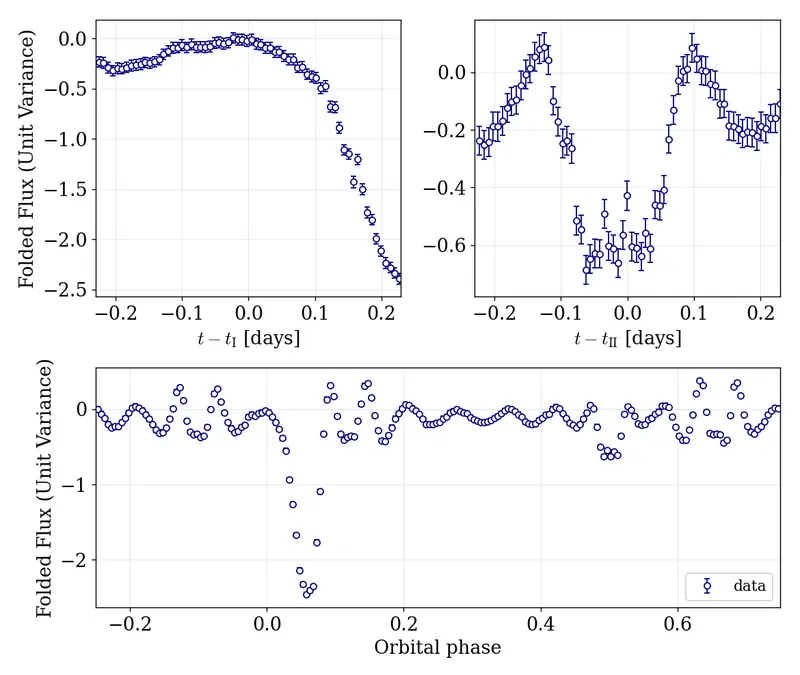 Folded Flux (Unit Variance)
0.0
−0.5
−1.0
−1.5
−2.0
−2.5
−0.2 −0.1 0.0 0.1 0.2
t − tI [days]
0.0
−0.2
−0.4
−0.6
−0.2 −0.1 0.0 0.1 0.2
t − tII [days]
Folded Flux (Unit Variance)
0
−1
−2
−0.2 0.0 0.2 0.4 0.6
Orbital phase
data